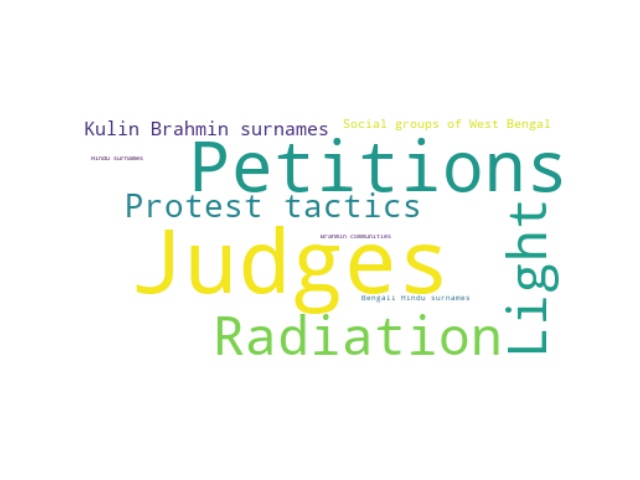 Kulin Brahmin surnames
Social groups of West Bengal
Hindu surnames
Petitions
Protest tactics
Light
Judges
Brahmin communities
Bengali Hindu surnames
Radiation